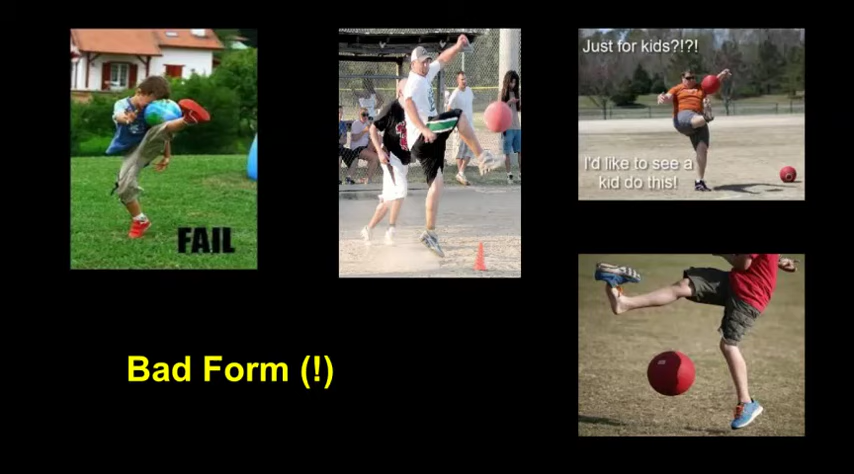 Just for kids?!?!
I'd like to see a
kid do this!
FAIL
Bad Form (!)